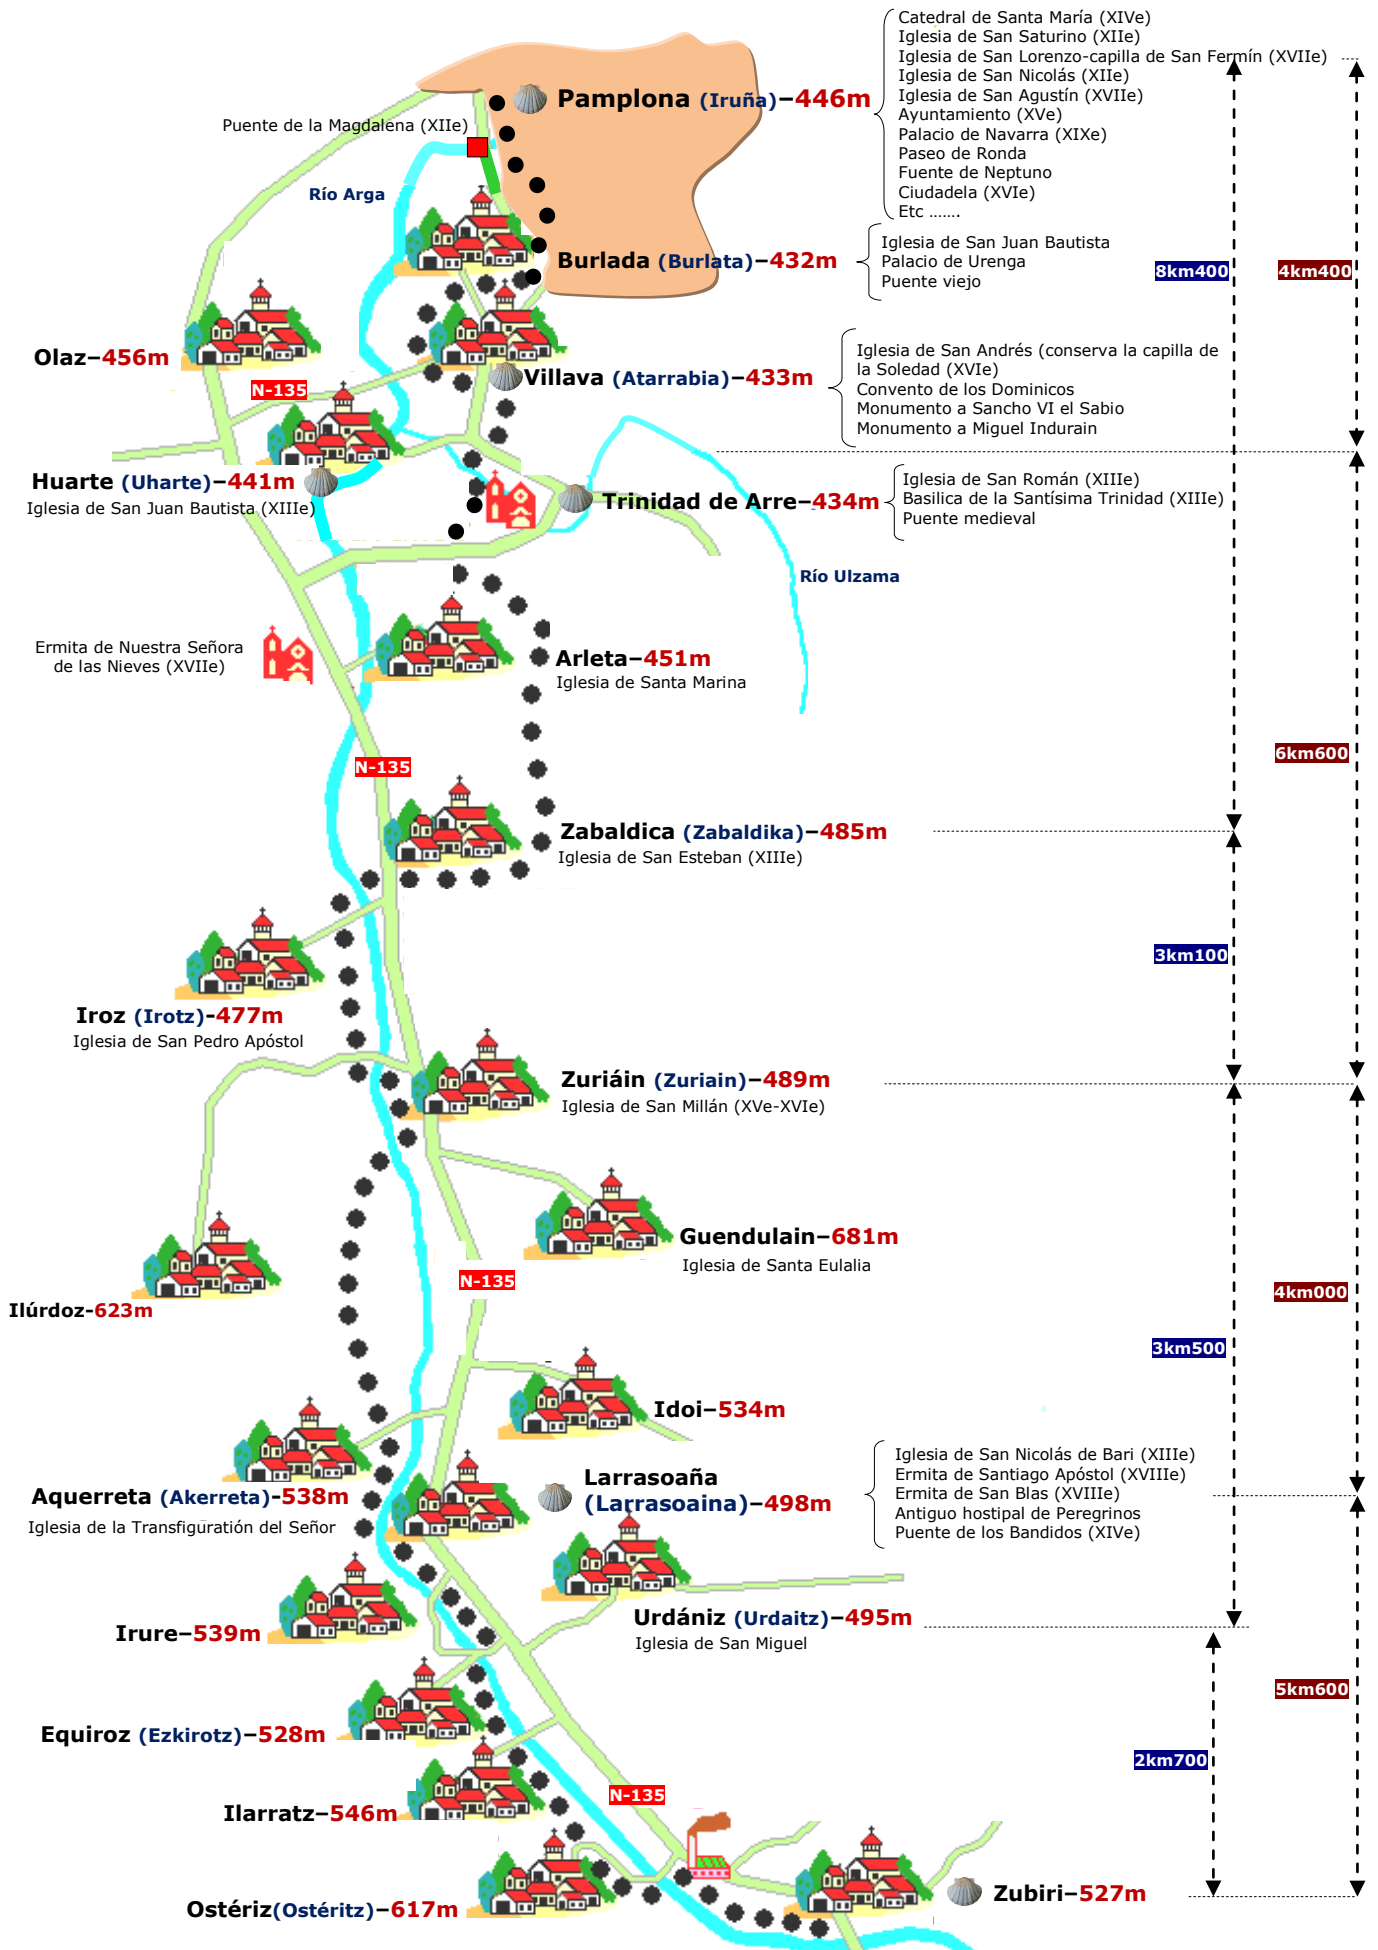 Catedral de Santa María (XIVe)
Iglesia de San Saturino (XIIe)
Iglesia de San Lorenzo-capilla de San Fermín (XVIIe)
Iglesia de San Nicolás (XIIe)
Iglesia de San Agustín (XVIIe)
Ayuntamiento (XVe)
Palacio de Navarra (XIXe)
Paseo de Ronda
Fuente de Neptuno
Ciudadela (XVIe)
Etc .......
Pamplona (Iruña)–446m
Puente de la Magdalena (XIIe)
Río Arga
Burlada (Burlata)–432m
Iglesia de San Juan Bautista
Palacio de Urenga
Puente viejo
8km400
4km400
Olaz–456m
N-135
Villava (Atarrabia)–433m
Iglesia de San Andrés (conserva la capilla de
la Soledad (XVIe)
Convento de los Dominicos
Monumento a Sancho VI el Sabio
Monumento a Miguel Indurain
Huarte (Uharte)–441m
Iglesia de San Juan Bautista (XIIIe)
Trinidad de Arre–434m
Iglesia de San Román (XIIIe)
Basilica de la Santísima Trinidad (XIIIe)
Puente medieval
Río Ulzama
Ermita de Nuestra Señora
de las Nieves (XVIIe)
Arleta–451m
Iglesia de Santa Marina
N-135
6km600
Zabaldica (Zabaldika)–485m
Iglesia de San Esteban (XIIIe)
3km100
Iroz (Irotz)–477m
Iglesia de San Pedro Apóstol
Zuriáin (Zuriain)–489m
Iglesia de San Millán (XVe-XVIe)
Guendulain–681m
Iglesia de Santa Eulalia
N-135
Ilúrdoz-623m
4km000
3km500
Idoi–534m
Aquerreta (Akerreta)–538m
Iglesia de la Transfiguratión del Señor
Larrasoaña
(Larrasoaina)–498m
Iglesia de San Nicolás de Bari (XIIIe)
Ermita de Santiago Apóstol (XVIIIe)
Ermita de San Blas (XVIIIe)
Antiguo hostipal de Peregrinos
Puente de los Bandidos (XIVe)
Irure–539m
Urdániz (Urdaitz)–495m
Iglesia de San Miguel
5km600
Equiroz (Ezkirotz)–528m
2km700
Ilarratz–546m
N-135
Ostériz(Ostéritz)–617m
Zubiri–527m